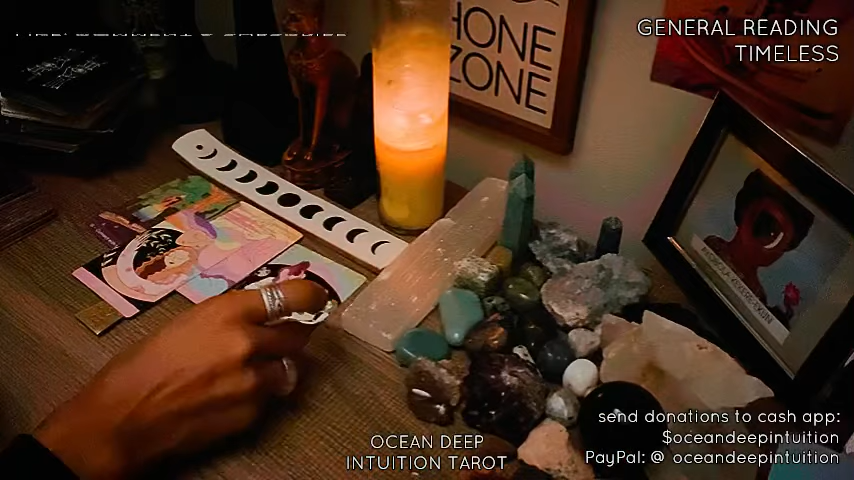 GENERAL READING
TIMELESS
HONE
ZONE
OCEAN DEEP
INTUITION TAROT
send donations to cash app:
$oceandeepintuition
PayPal: @ oceandeepintuition